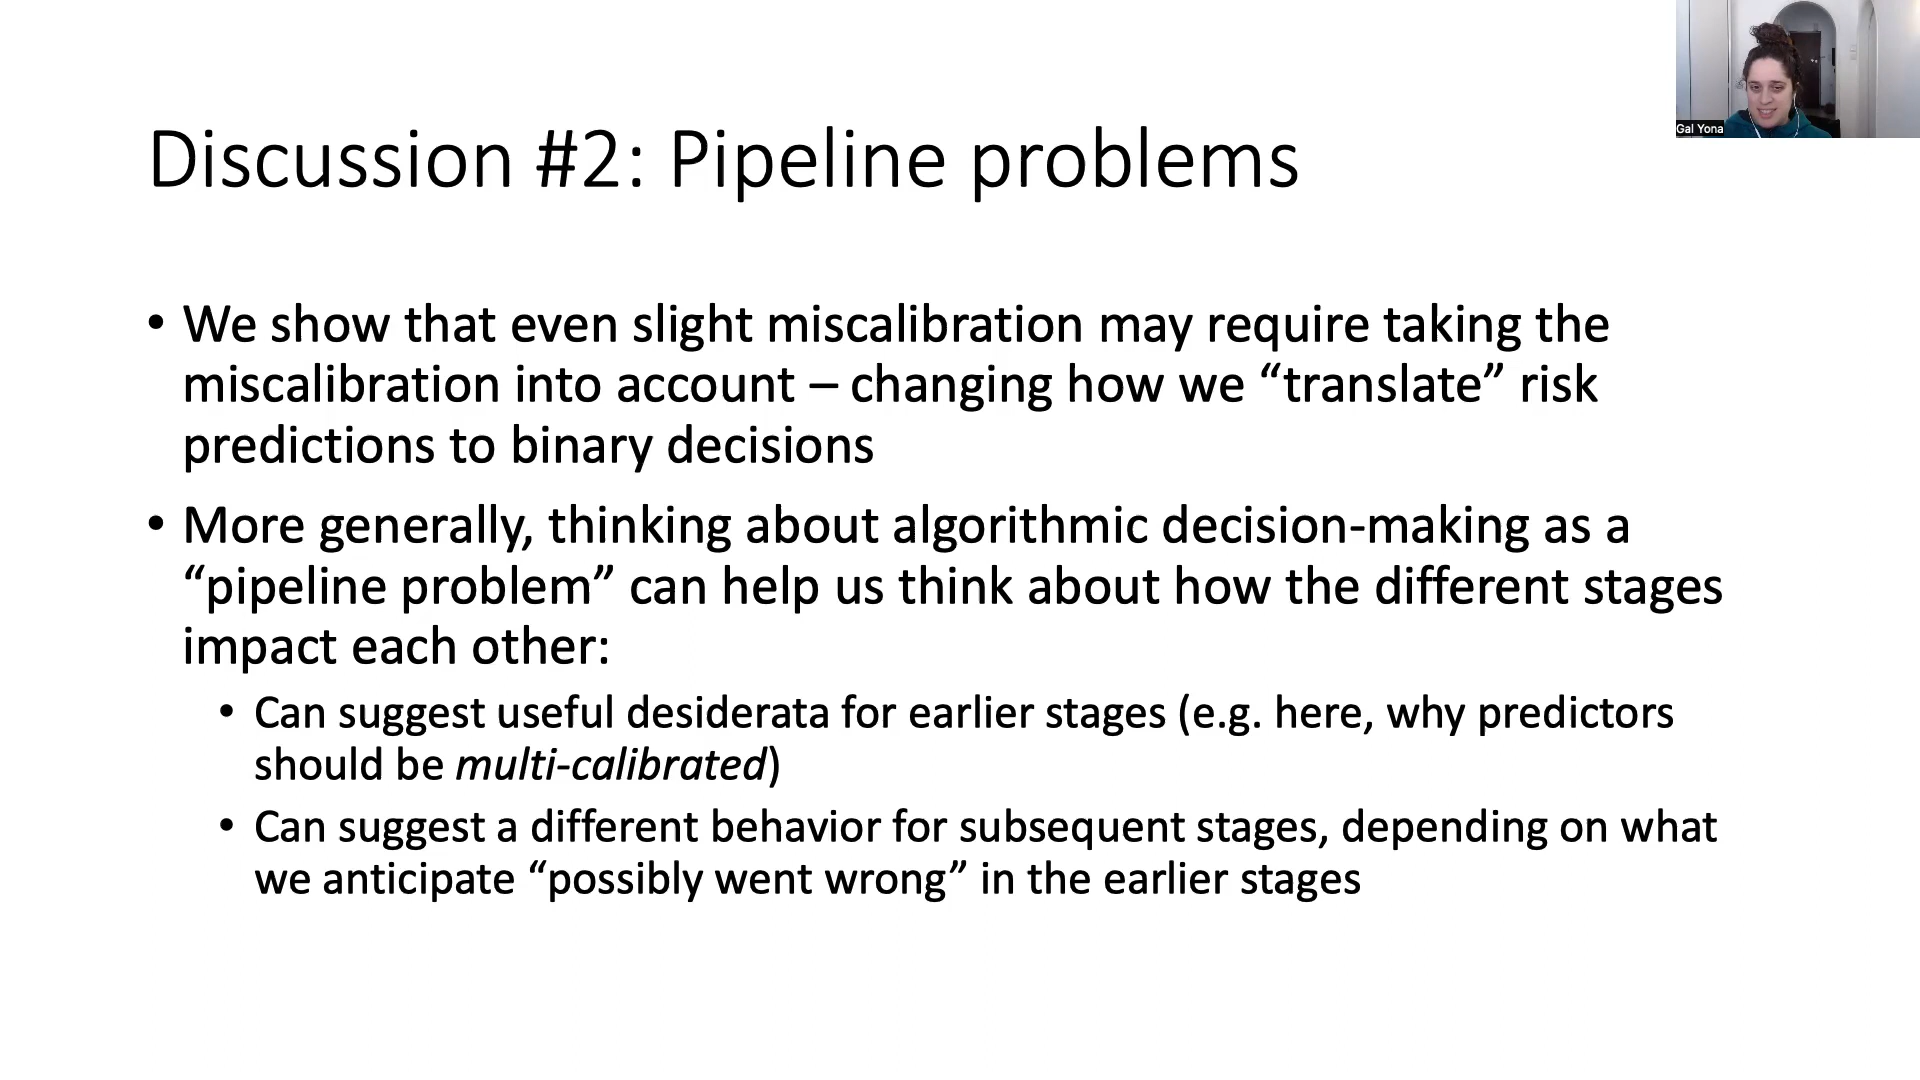 Gal Yona
Discussion #2: Pipeline problems
• We show that even slight miscalibration may require taking the
miscalibration into account – changing how we “translate” risk
predictions to binary decisions
• More generally, thinking about algorithmic decision-making as a
“pipeline problem” can help us think about how the different stages
impact each other:
• Can suggest useful desiderata for earlier stages (e.g. here, why predictors
should be multi-calibrated)
• Can suggest a different behavior for subsequent stages, depending on what
we anticipate “possibly went wrong” in the earlier stages